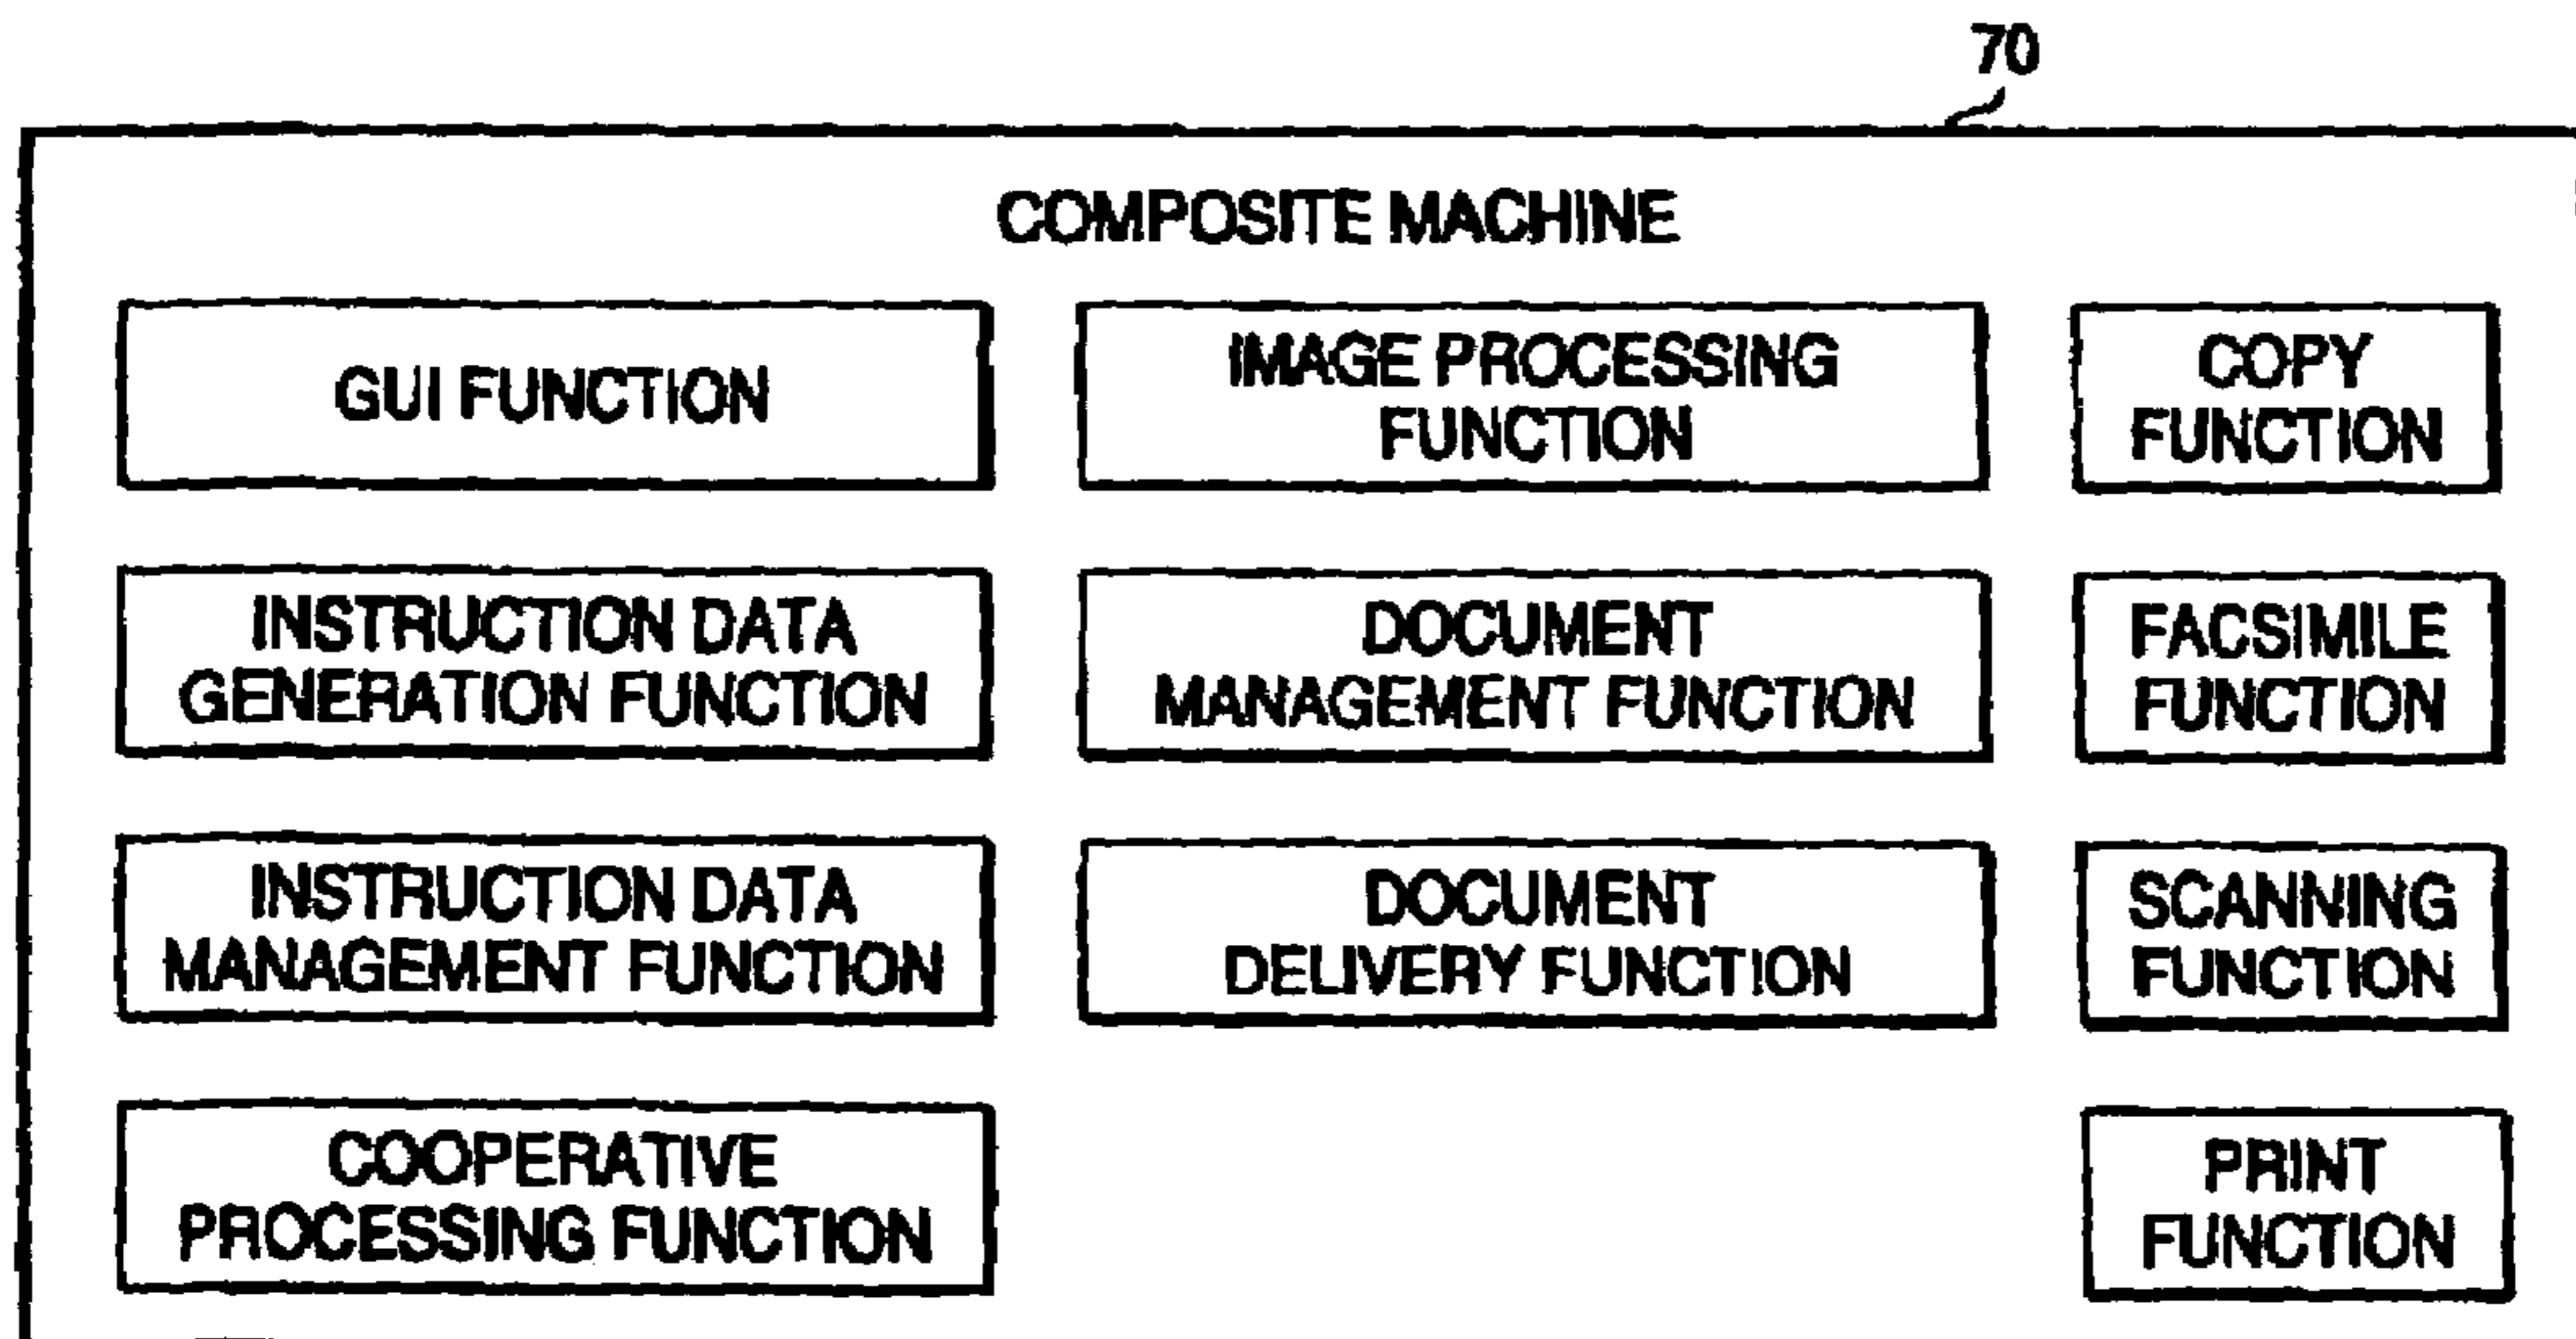 70
COMPOSITE MACHINE
GUI FUNCTION
IMAGE PROCESSING
FUNCTION
COPY
FUNCTION
INSTRUCTION DATA
GENERATION FUNCTION
DOCUMENT
MANAGEMENT FUNCTION
FACSIMILE
FUNCTION
INSTRUCTION DATA
MANAGEMENT FUNCTION
DOCUMENT
DELIVERY FUNCTION
SCANNING
FUNCTION
COOPERATIVE
PROCESSING FUNCTION
PRINT
FUNCTION